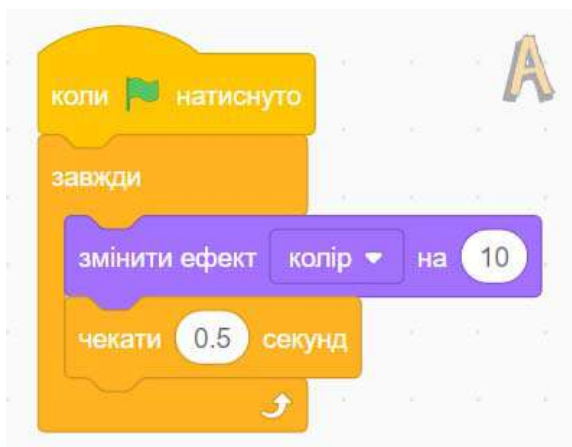 коли натиснуто
завжди
змінити ефект колір на 10
чекати 0.5 секунд
A